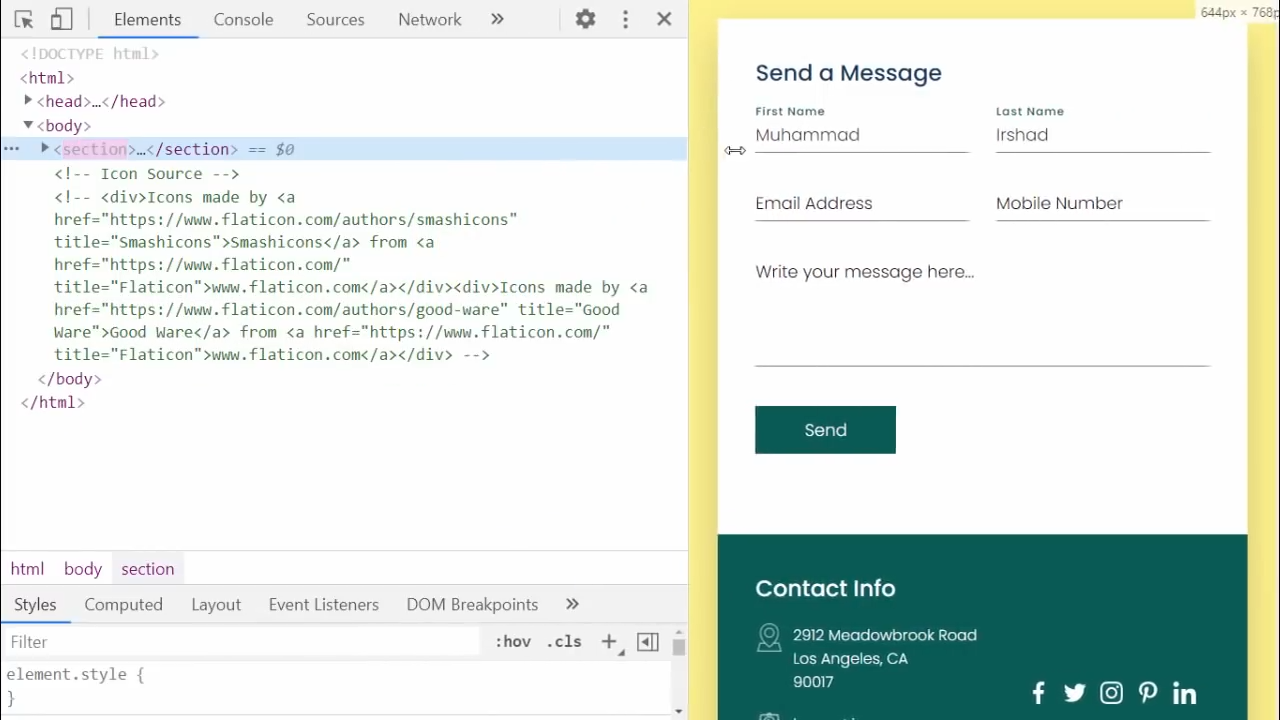 Elements Console Sources Network »
<!DOCTYPE html>
<html>
<head>…</head>
<body>
<section>…</section> == $0
<!-- Icon Source -->
<!-- <div>Icons made by <a
href="https://www.flaticon.com/authors/smashicons"
title="Smashicons">Smashicons</a> from <a
href="https://www.flaticon.com/"
title="Flaticon">www.flaticon.com</a></div><div>Icons made by <a
href="https://www.flaticon.com/authors/good-ware" title="Good
Ware">Good Ware</a> from <a href="https://www.flaticon.com/"
title="Flaticon">www.flaticon.com</a></div> -->
</body>
</html>
html body section
Styles Computed Layout Event Listeners DOM Breakpoints »
Filter :hov .cls +
element.style {
}
644px × 768p
Send a Message
First Name Last Name
Muhammad Irshad
Email Address Mobile Number
Write your message here...
Send
Contact Info
2912 Meadowbrook Road
Los Angeles, CA
90017